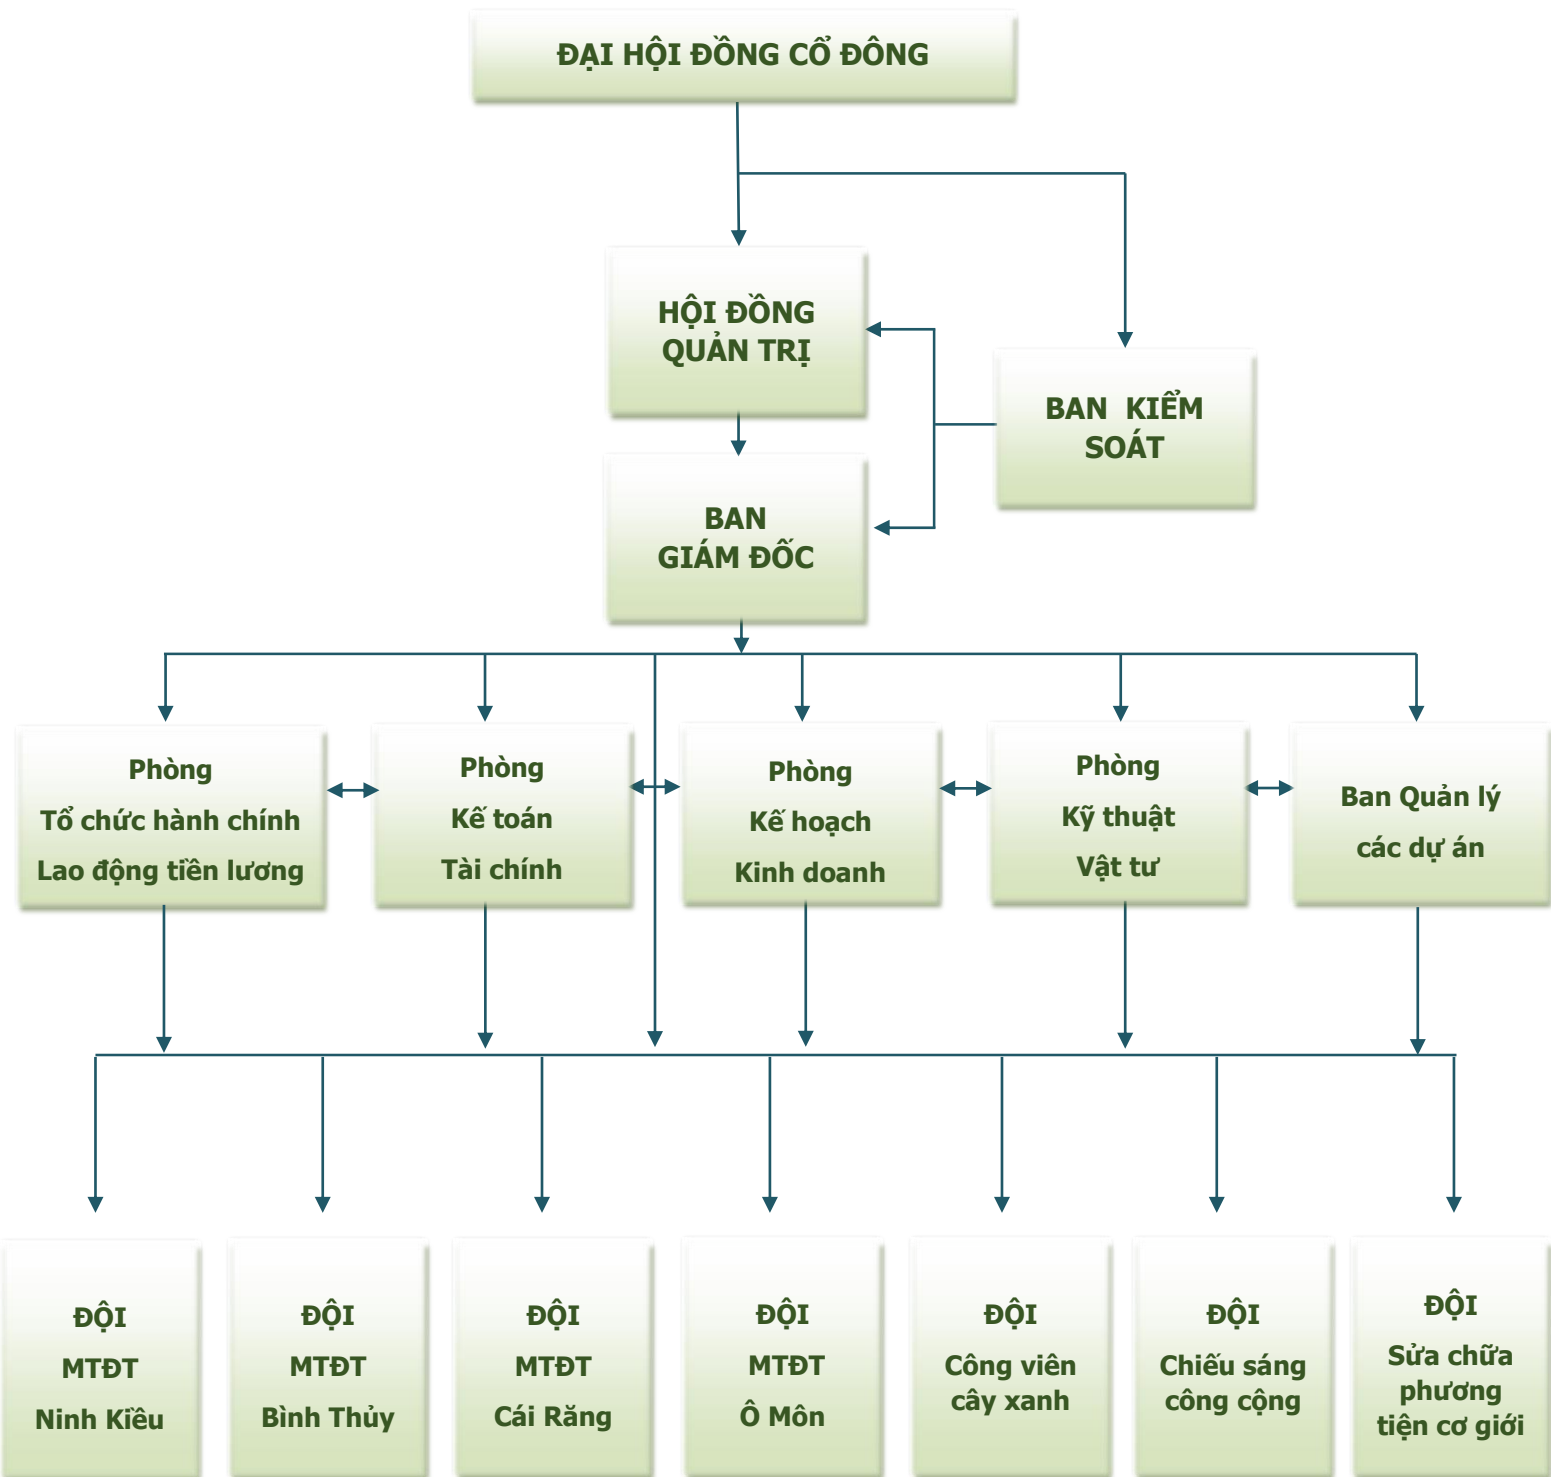 ĐẠI HỘI ĐỒNG CỔ ĐÔNG
HỘI ĐỒNG
QUẢN TRỊ
BAN KIỂM
SOÁT
BAN
GIÁM ĐỐC
Phòng
Tổ chức hành chính
Lao động tiền lương
Phòng
Kế toán
Tài chính
Phòng
Kế hoạch
Kinh doanh
Phòng
Kỹ thuật
Vật tư
Ban Quản lý
các dự án
ĐỘI
MTĐT
Ninh Kiều
ĐỘI
MTĐT
Bình Thủy
ĐỘI
MTĐT
Cái Răng
ĐỘI
MTĐT
Ô Môn
ĐỘI
Công viên
cây xanh
ĐỘI
Chiếu sáng
công cộng
ĐỘI
Sửa chữa
phương
tiện cơ giới